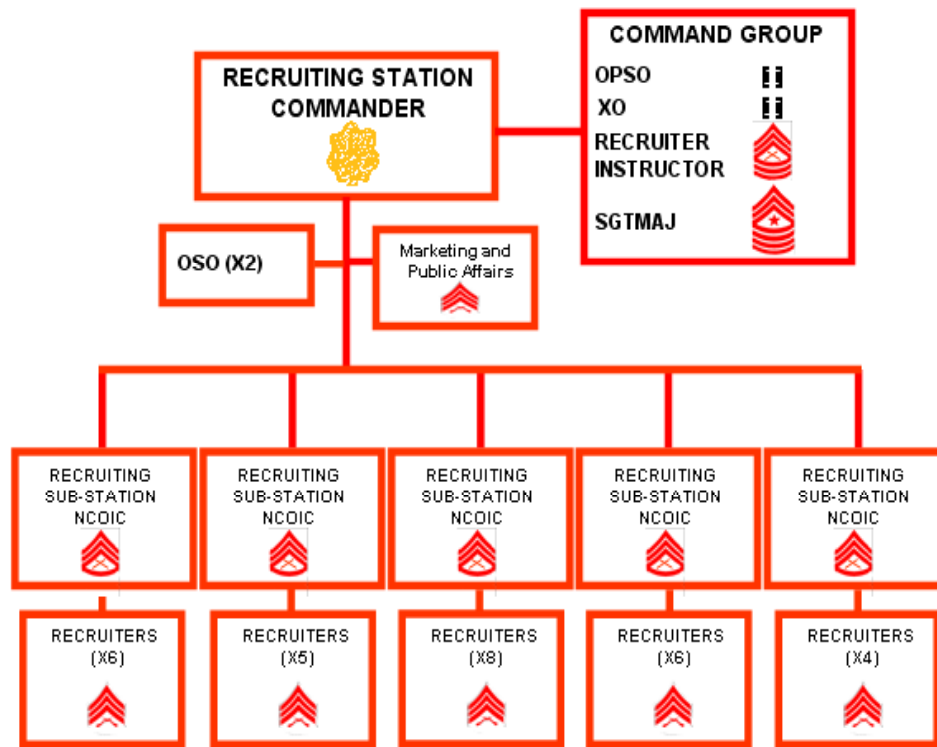 RECRUITING STATION
COMMANDER
COMMAND GROUP
OPSO
XO
RECRUITER
INSTRUCTOR
SGTMAJ
OSO (X2)
Marketing and
Public Affairs
RECRUITING
SUB-STATION
NCOIC
RECRUITING
SUB-STATION
NCOIC
RECRUITING
SUB-STATION
NCOIC
RECRUITING
SUB-STATION
NCOIC
RECRUITING
SUB-STATION
NCOIC
RECRUITERS
(X6)
RECRUITERS
(X5)
RECRUITERS
(X8)
RECRUITERS
(X6)
RECRUITERS
(X4)